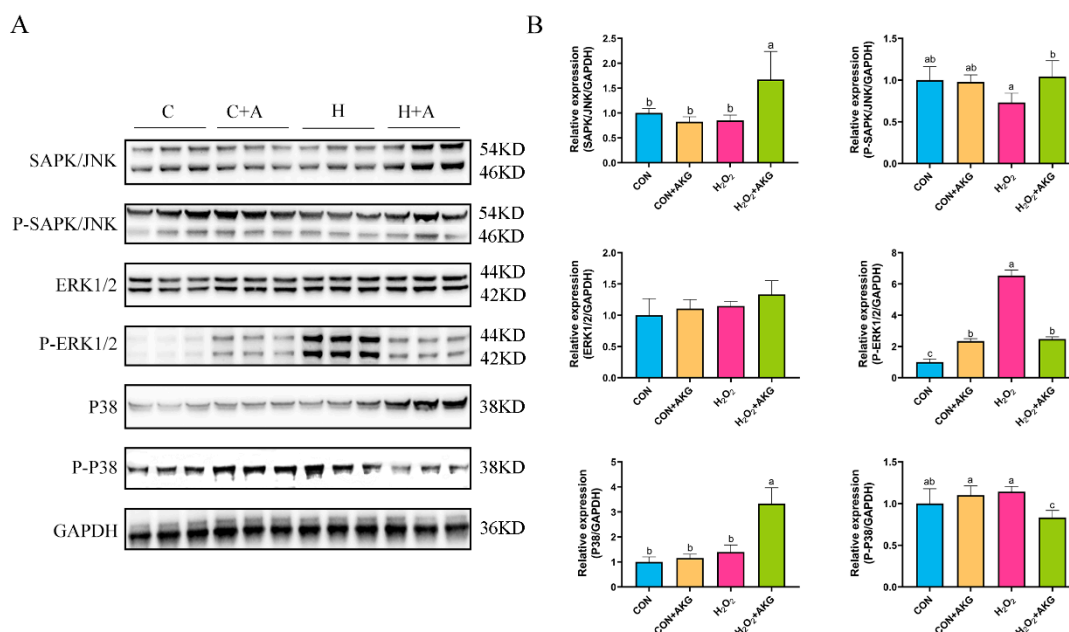 A
B
C C+A H H+A
SAPK/JNK 54KD
46KD
P-SAPK/JNK 54KD
46KD
ERK1/2 44KD
42KD
P-ERK1/2 44KD
42KD
P38 38KD
P-P38 38KD
GAPDH 36KD
Relative expression
(SAPK/JNK/GAPDH)
2.5
2.0
1.5
1.0
0.5
0.0
b b b a
CON CON+AKG H₂O₂ H₂O₂+AKG
Relative expression
(P-SAPK/JNK/GAPDH)
1.5
1.0
0.5
0.0
ab ab a b
CON CON+AKG H₂O₂ H₂O₂+AKG
Relative expression
(ERK1/2/GAPDH)
2.0
1.5
1.0
0.5
0.0
CON CON+AKG H₂O₂ H₂O₂+AKG
Relative expression
(P-ERK1/2/GAPDH)
8
6
4
2
0
c b a b
CON CON+AKG H₂O₂ H₂O₂+AKG
Relative expression
(P38/GAPDH)
5
4
3
2
1
0
b b b a
CON CON+AKG H₂O₂ H₂O₂+AKG
Relative expression
(P-P38/GAPDH)
1.5
1.0
0.5
0.0
ab a a c
CON CON+AKG H₂O₂ H₂O₂+AKG